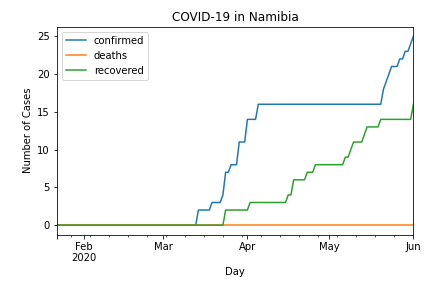 COVID-19 in Namibia
confirmed
deaths
recovered
Number of Cases
25
20
15
10
5
0
Feb
2020
Mar
Apr
May
Jun
Day